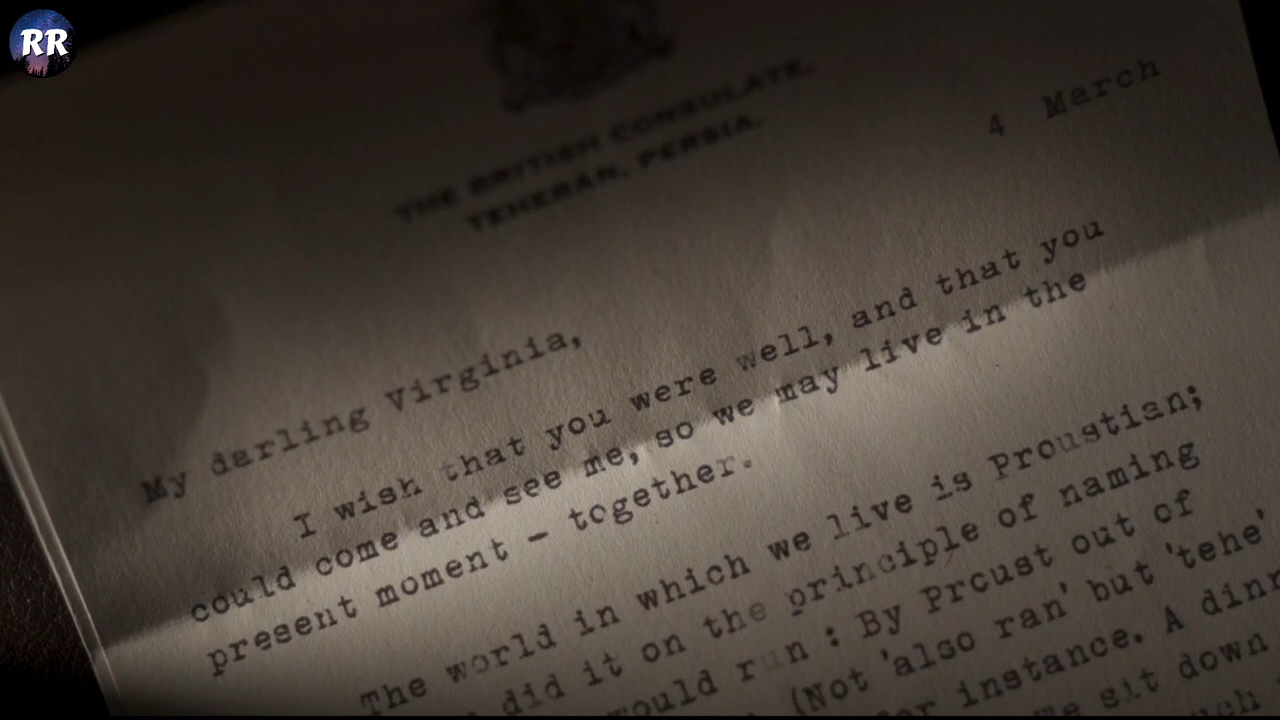 RR
THE BRITISH CONSULATE,
TEHERAN, PERSIA.
4 March
My darling Virginia,
I wish that you were well, and that you
could come and see me, so we may live in the
present moment - together.
The world in which we live is Proustian;
did it on the principle of naming
would run : By Proust out of
(Not 'also ran' but 'tehe'
instance. A
sit down